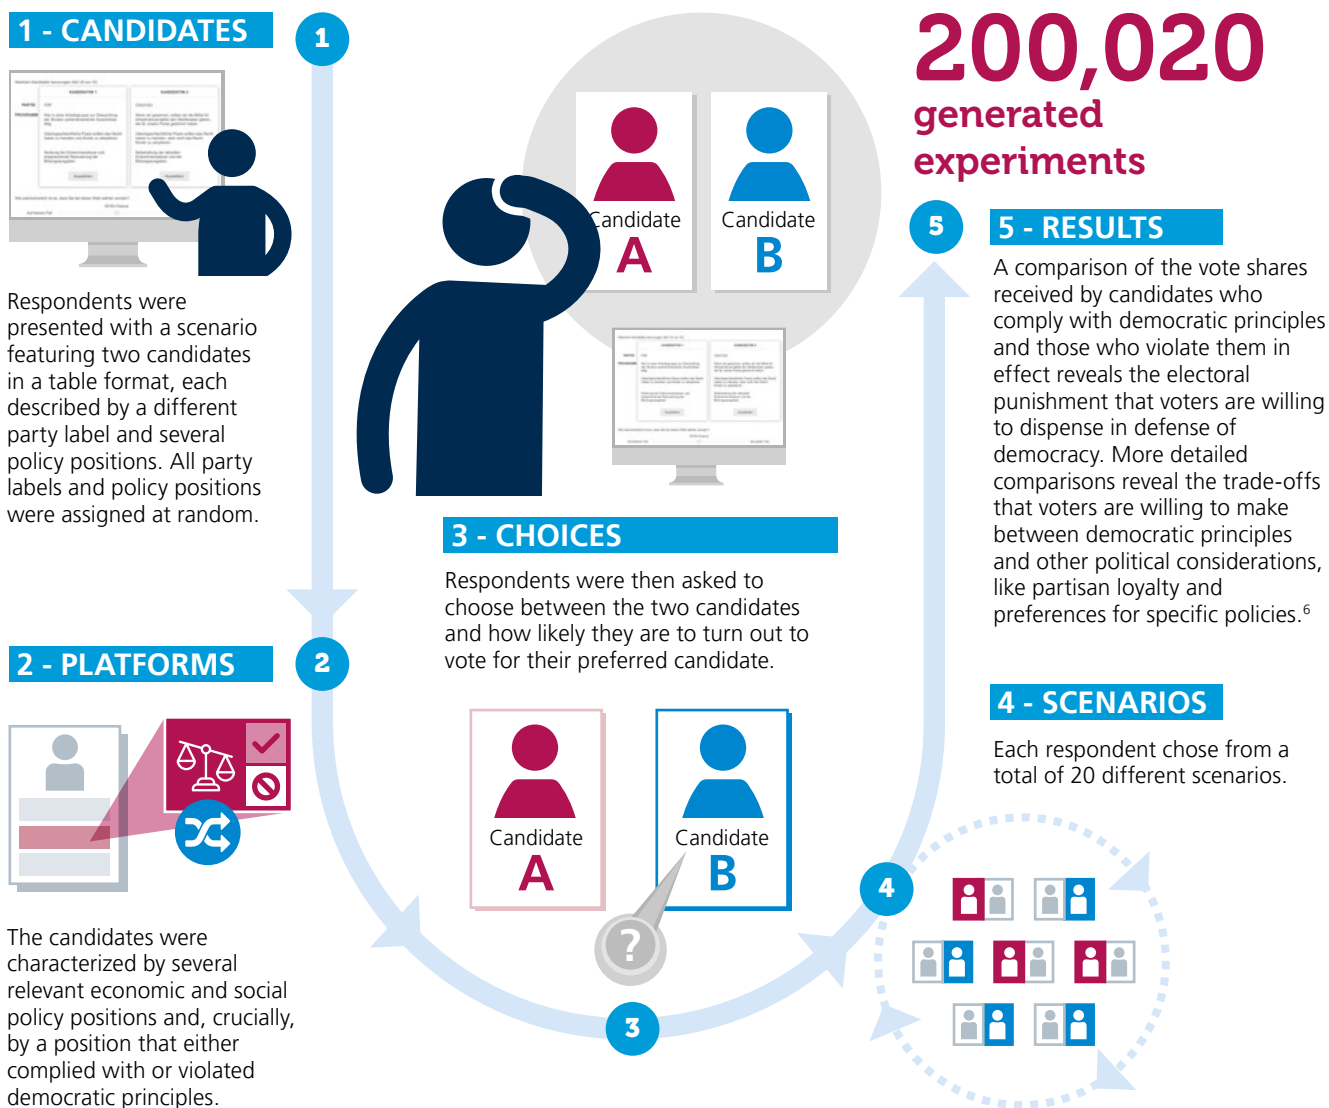 1 - CANDIDATES
1
Respondents were
presented with a scenario
featuring two candidates
in a table format, each
described by a different
party label and several
policy positions. All party
labels and policy positions
were assigned at random.
2 - PLATFORMS
2
The candidates were
characterized by several
relevant economic and social
policy positions and, crucially,
by a position that either
complied with or violated
democratic principles.
Candidate
A
Candidate
B
3 - CHOICES
Respondents were then asked to
choose between the two candidates
and how likely they are to turn out to
vote for their preferred candidate.
Candidate
A
Candidate
B
?
3
200,020
generated
experiments
5
5 - RESULTS
A comparison of the vote shares
received by candidates who
comply with democratic principles
and those who violate them in
effect reveals the electoral
punishment that voters are willing
to dispense in defense of
democracy. More detailed
comparisons reveal the trade-offs
that voters are willing to make
between democratic principles
and other political considerations,
like partisan loyalty and
preferences for specific policies.6
4 - SCENARIOS
Each respondent chose from a
total of 20 different scenarios.
4